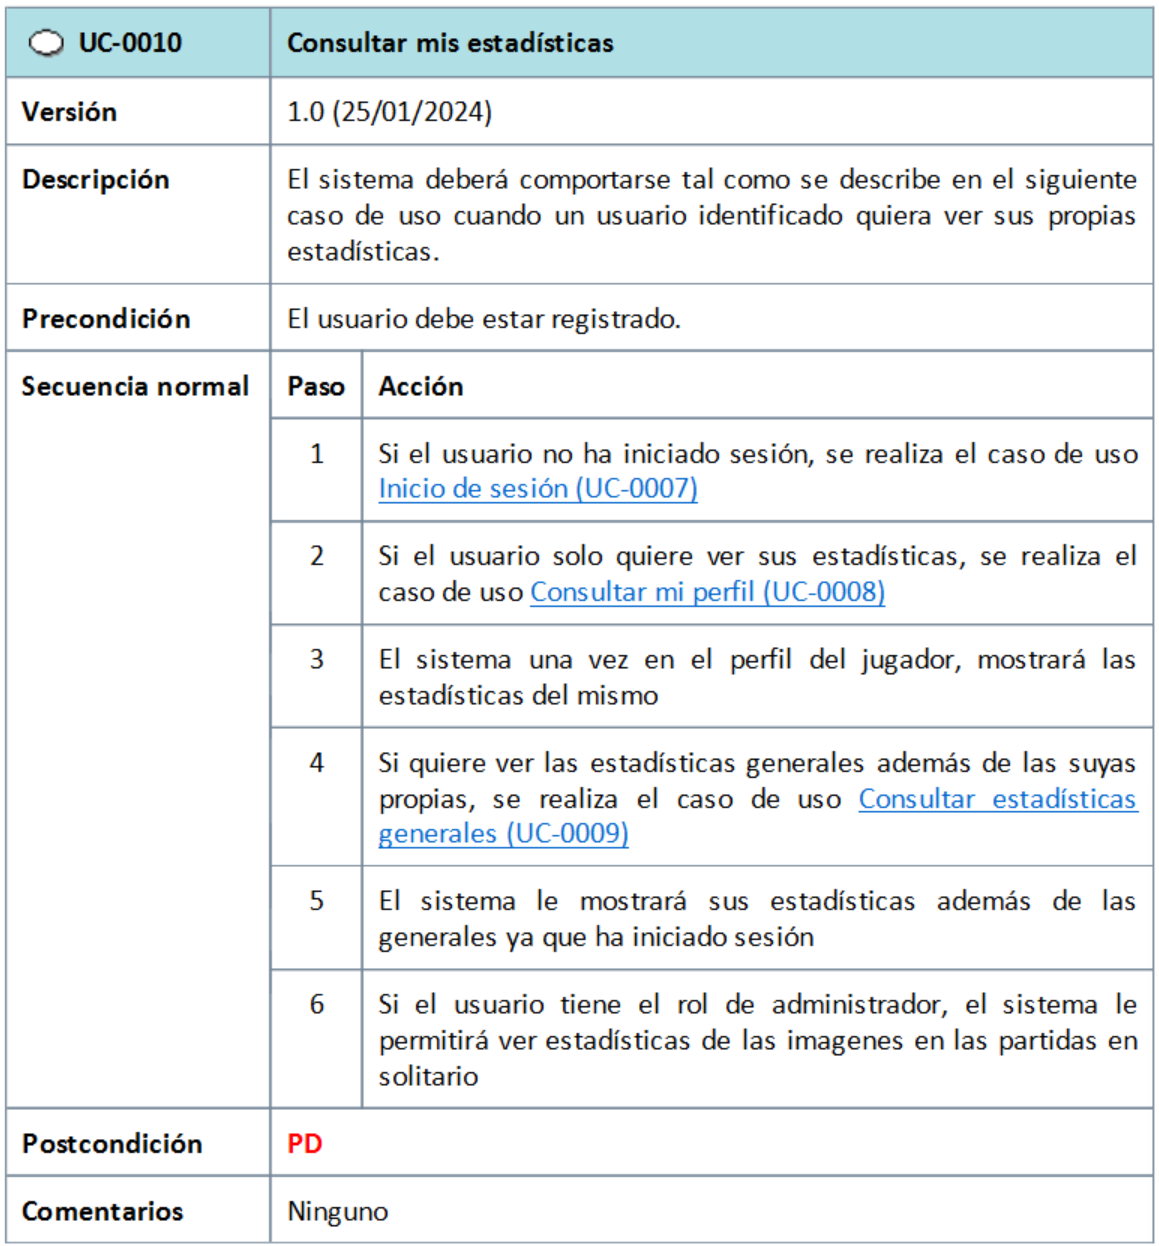 UC-0010
Consultar mis estadísticas
Versión
1.0 (25/01/2024)
Descripción
El sistema deberá comportarse tal como se describe en el siguiente
caso de uso cuando un usuario identificado quiera ver sus propias
estadísticas.
Precondición
El usuario debe estar registrado.
Secuencia normal
Paso
Acción
1
Si el usuario no ha iniciado sesión, se realiza el caso de uso
Inicio de sesión (UC-0007)
2
Si el usuario solo quiere ver sus estadísticas, se realiza el
caso de uso Consultar mi perfil (UC-0008)
3
El sistema una vez en el perfil del jugador, mostrará las
estadísticas del mismo
4
Si quiere ver las estadísticas generales además de las suyas
propias, se realiza el caso de uso Consultar estadísticas
generales (UC-0009)
5
El sistema le mostrará sus estadísticas además de las
generales ya que ha iniciado sesión
6
Si el usuario tiene el rol de administrador, el sistema le
permitirá ver estadísticas de las imagenes en las partidas en
solitario
Postcondición
PD
Comentarios
Ninguno